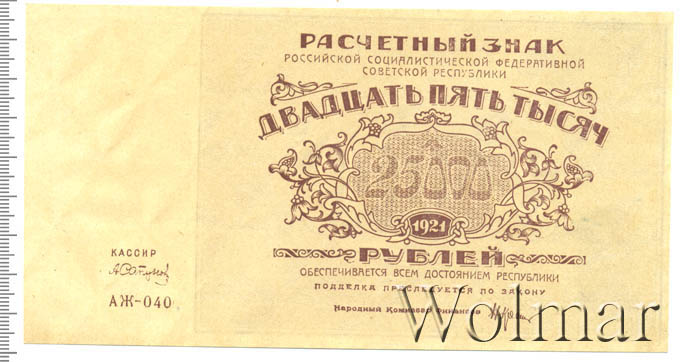 РАСЧЕТНЫЙ ЗНАК
РОССИЙСКОЙ СОЦИАЛИСТИЧЕСКОЙ ФЕДЕРАТИВНОЙ
СОВЕТСКОЙ РЕСПУБЛИКИ
ДВАДЦАТЬ ПЯТЬ ТЫСЯЧ
25000
1921
РУБЛЕЙ
ОБЕСПЕЧИВАЕТСЯ ВСЕМ ДОСТОЯНИЕМ РЕСПУБЛИКИ
ПОДДЕЛКА ПРЕСЛЕДУЕТСЯ ПО ЗАКОНУ
Народный Комиссар Финансов
КАССИР
АЖ-040
Wolmar